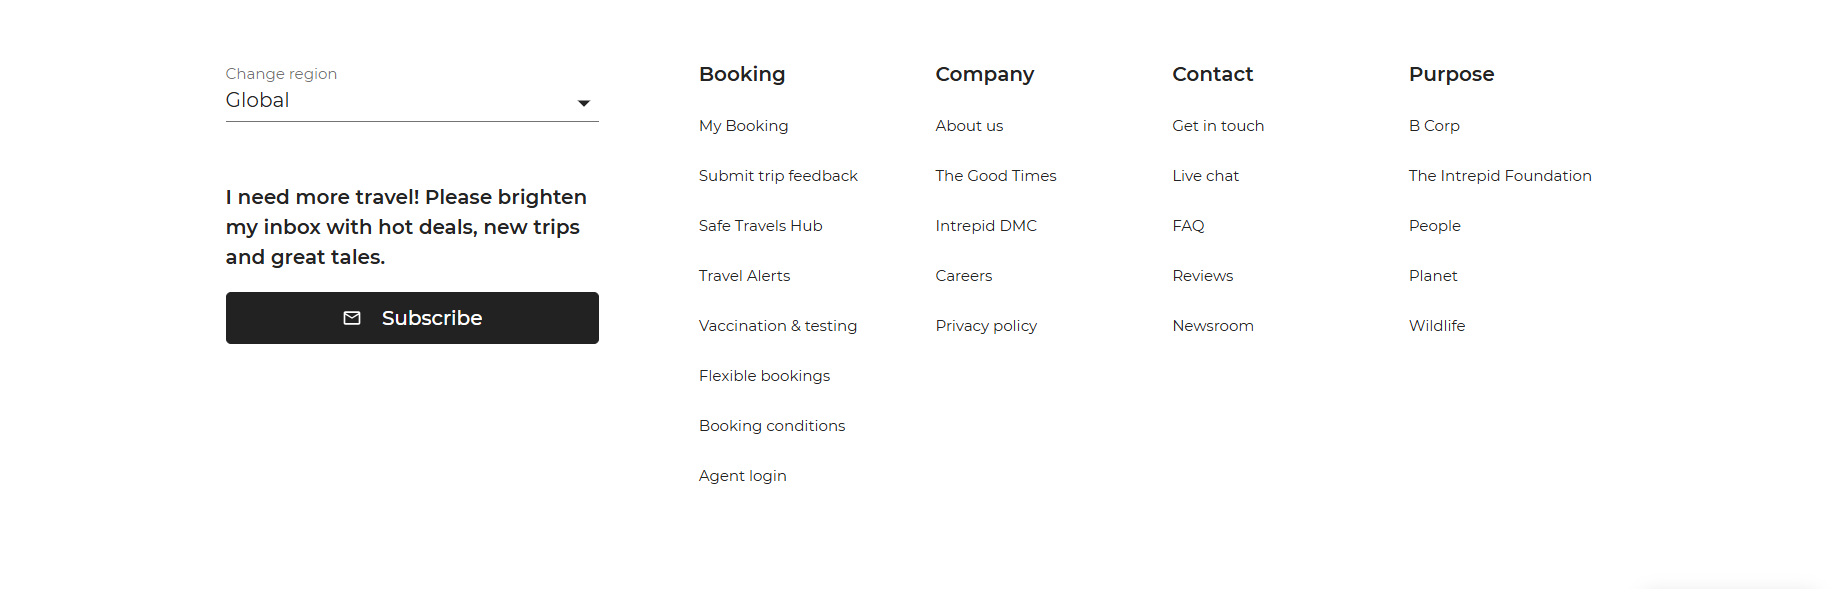 Change region
Global
I need more travel! Please brighten
my inbox with hot deals, new trips
and great tales.
Subscribe
Booking
My Booking
Submit trip feedback
Safe Travels Hub
Travel Alerts
Vaccination & testing
Flexible bookings
Booking conditions
Agent login
Company
About us
The Good Times
Intrepid DMC
Careers
Privacy policy
Contact
Get in touch
Live chat
FAQ
Reviews
Newsroom
Purpose
B Corp
The Intrepid Foundation
People
Planet
Wildlife